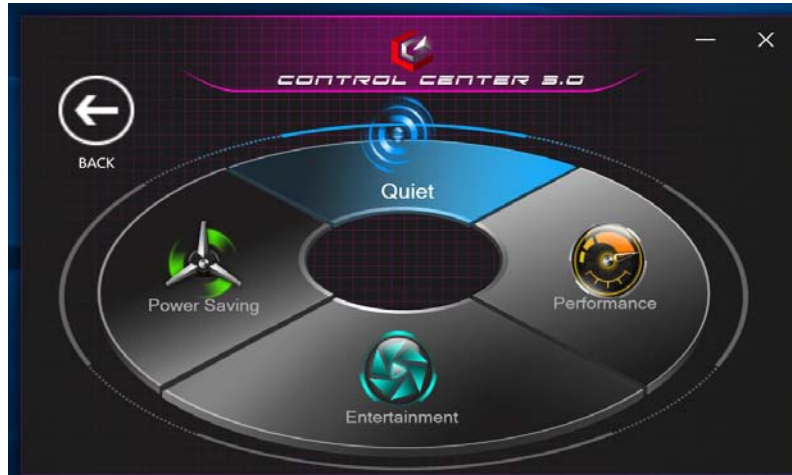 CONTROL CENTER 3.0
BACK
Quiet
Power Saving
Performance
Entertainment